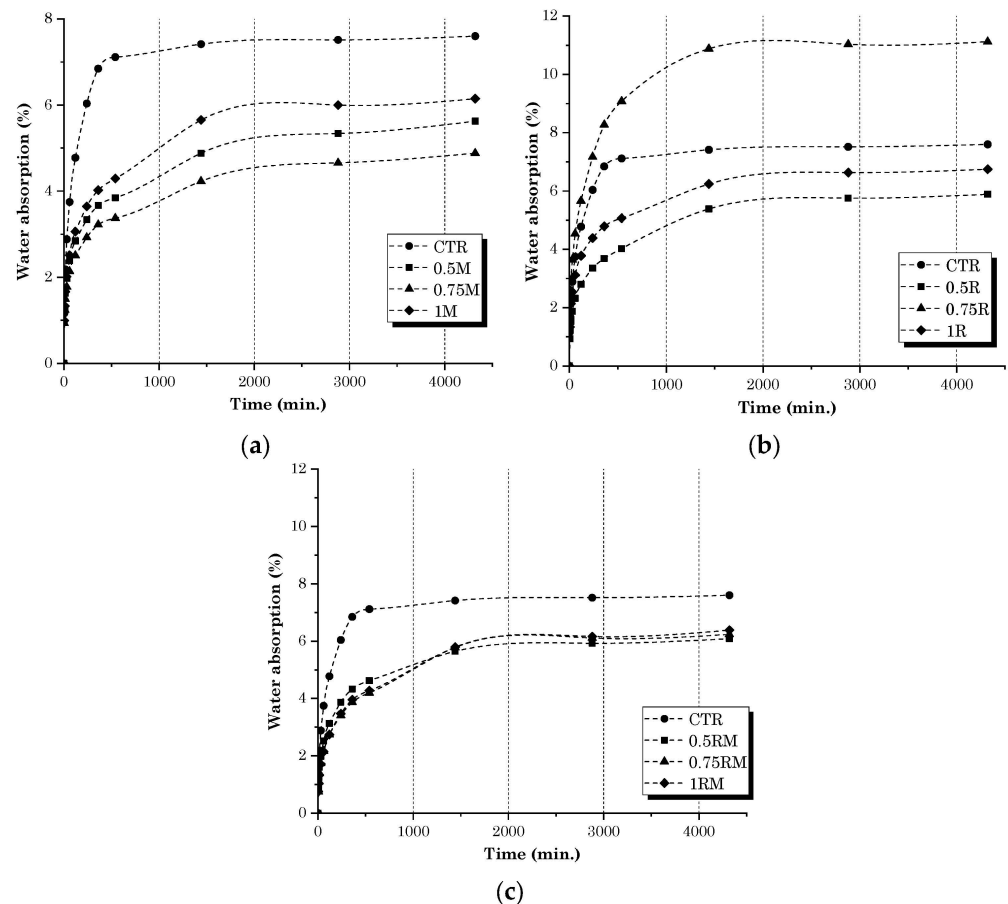 8
6
4
2
0
Water absorption (%)
CTR
0.5M
0.75M
1M
0 1000 2000 3000 4000
Time (min.)
(a)
12
10
8
6
4
2
0
Water absorption (%)
CTR
0.5R
0.75R
1R
0 1000 2000 3000 4000
Time (min.)
(b)
12
10
8
6
4
2
0
Water absorption (%)
CTR
0.5RM
0.75RM
1RM
0 1000 2000 3000 4000
Time (min.)
(c)